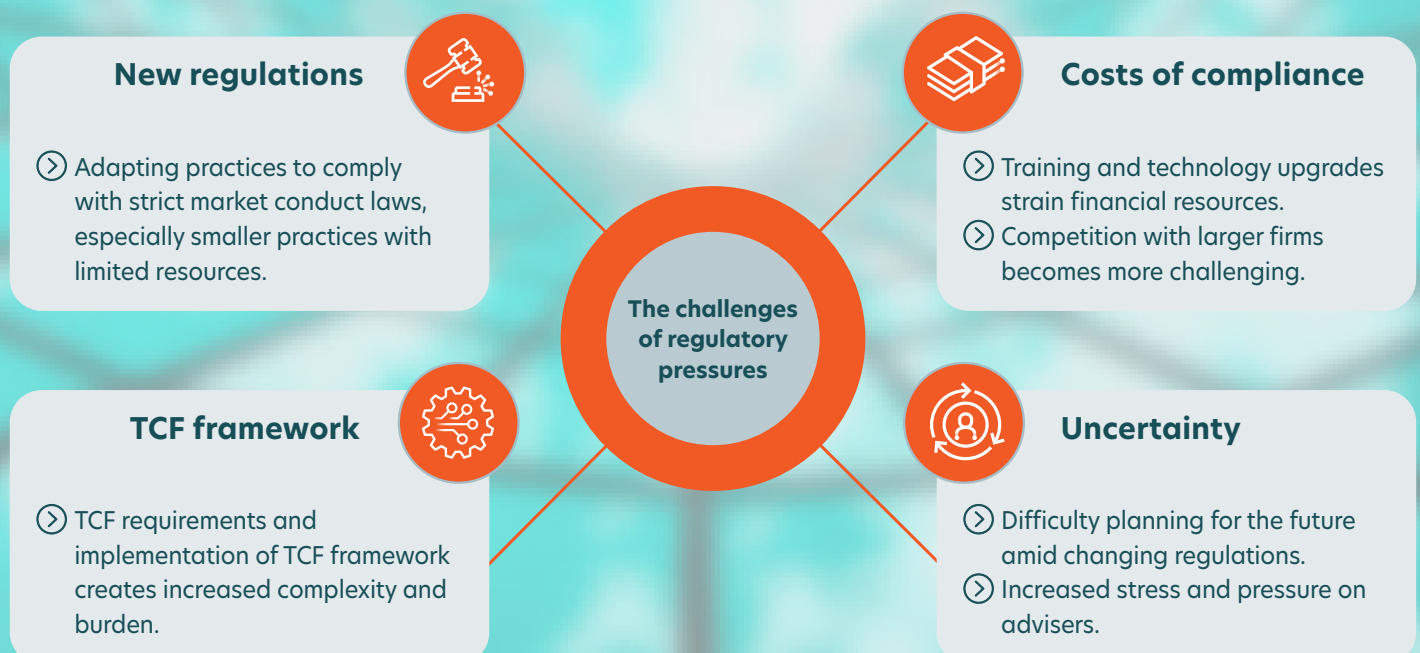 New regulations
Adapting practices to comply
with strict market conduct laws,
especially smaller practices with
limited resources.
Costs of compliance
Training and technology upgrades
strain financial resources.
Competition with larger firms
becomes more challenging.
The challenges
of regulatory
pressures
TCF framework
TCF requirements and
implementation of TCF framework
creates increased complexity and
burden.
Uncertainty
Difficulty planning for the future
amid changing regulations.
Increased stress and pressure on
advisers.